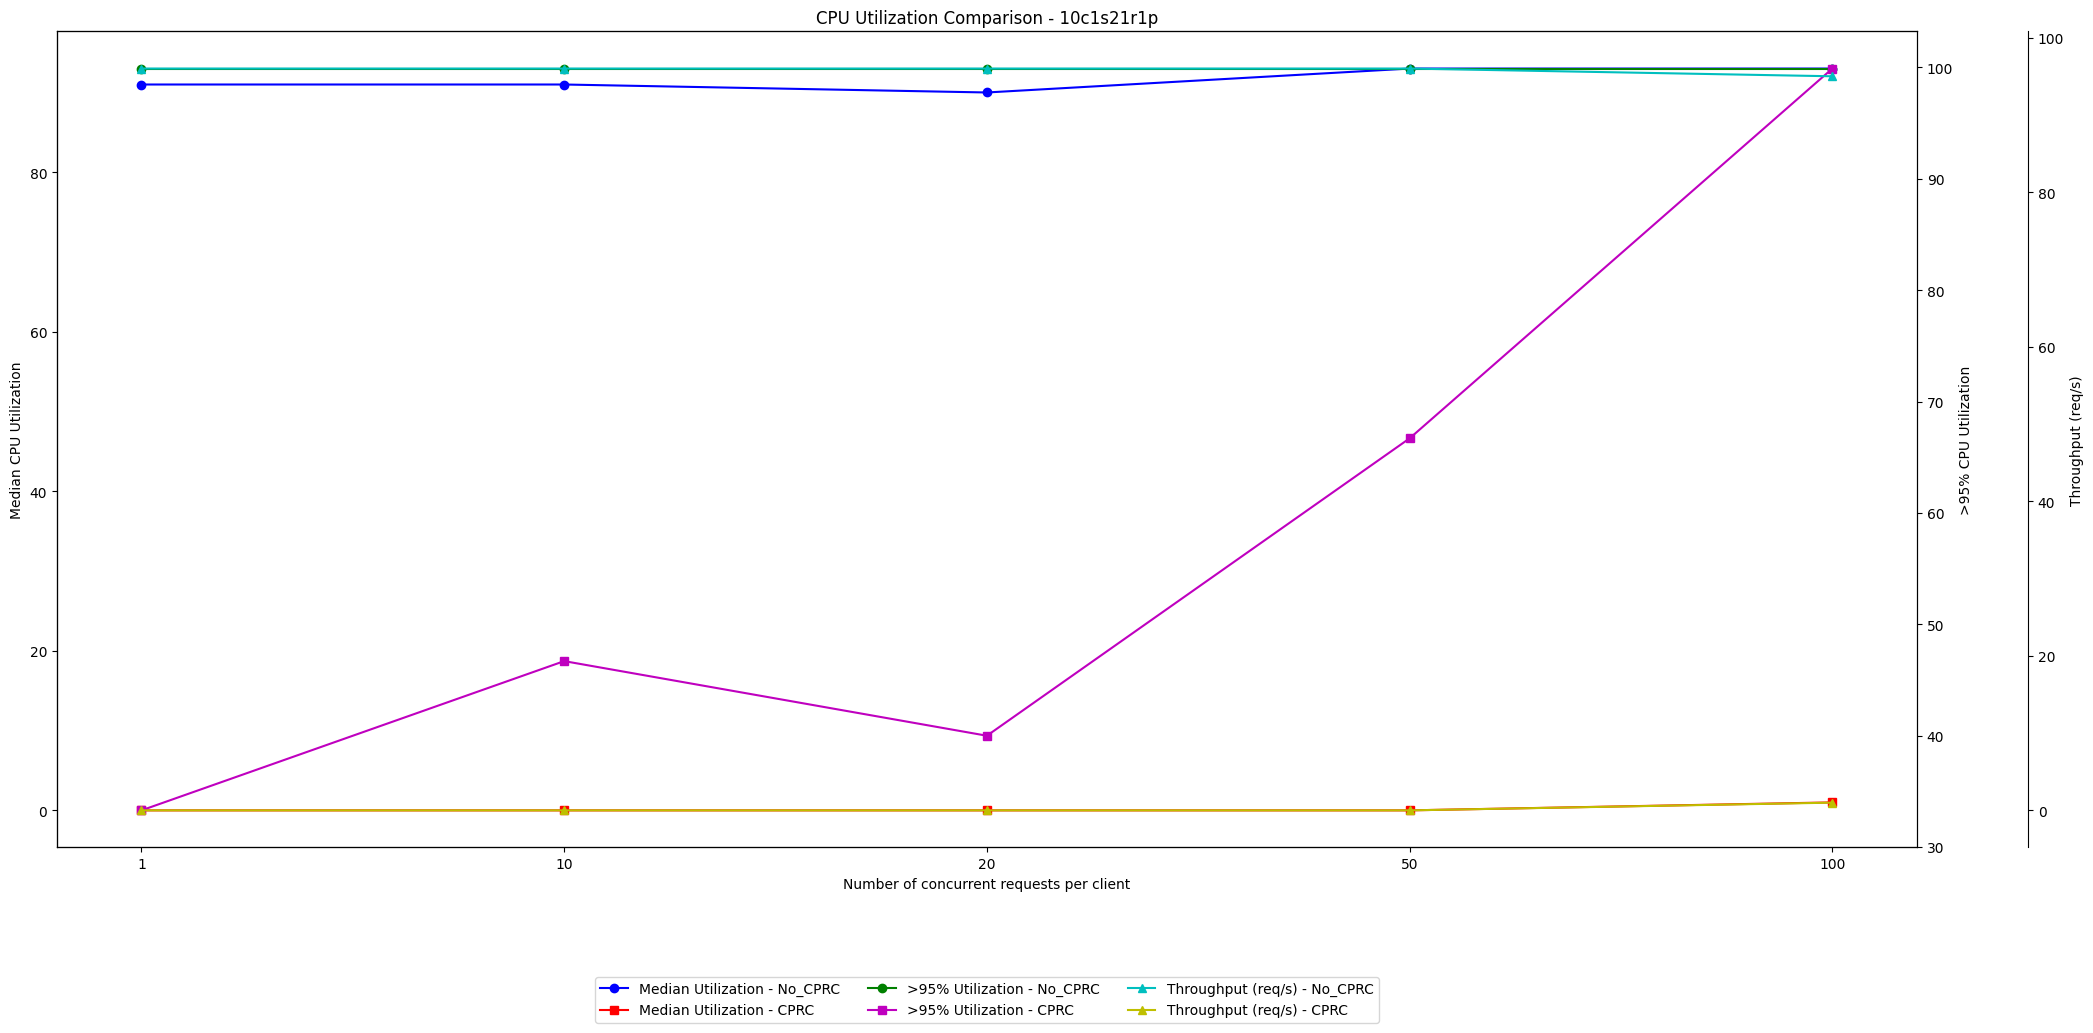 CPU Utilization Comparison - 10c1s21r1p
Median CPU Utilization
80
60
40
20
0
1
10
20
50
100
Number of concurrent requests per client
100
90
80
70
60
50
40
30
>95% CPU Utilization
100
80
60
40
20
0
Throughput (req/s)
Median Utilization - No_CPRC
Median Utilization - CPRC
>95% Utilization - No_CPRC
>95% Utilization - CPRC
Throughput (req/s) - No_CPRC
Throughput (req/s) - CPRC